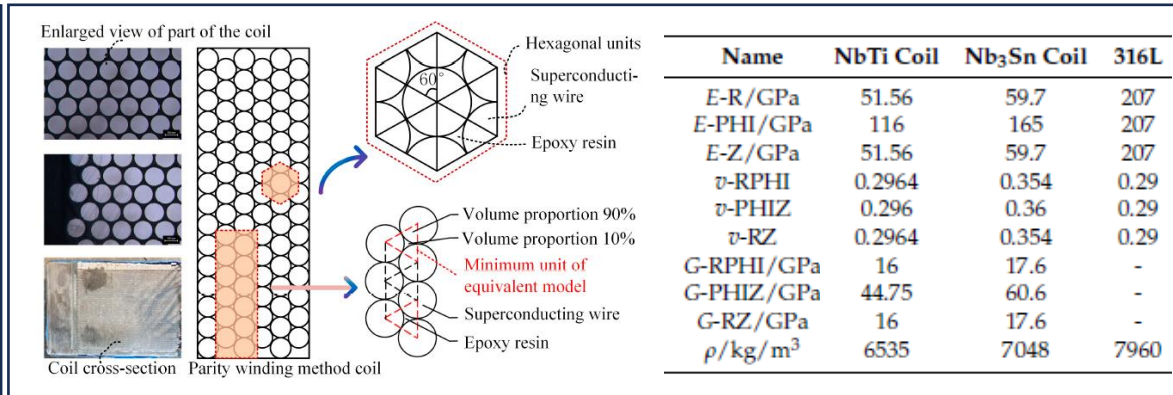 Enlarged view of part of the coil
Coil cross-section
Parity winding method coil
60°
Hexagonal units
Superconducti-
ng wire
Epoxy resin
Volume proportion 90%
Volume proportion 10%
Minimum unit of
equivalent model
Superconducting wire
Epoxy resin
Name NbTi Coil Nb₃Sn Coil 316L
E-R/GPa 51.56 59.7 207
E-PHI/GPa 116 165 207
E-Z/GPa 51.56 59.7 207
v-RPHI 0.2964 0.354 0.29
v-PHIZ 0.296 0.36 0.29
v-RZ 0.2964 0.354 0.29
G-RPHI/GPa 16 17.6 -
G-PHIZ/GPa 44.75 60.6 -
G-RZ/GPa 16 17.6 -
ρ/kg/m³ 6535 7048 7960